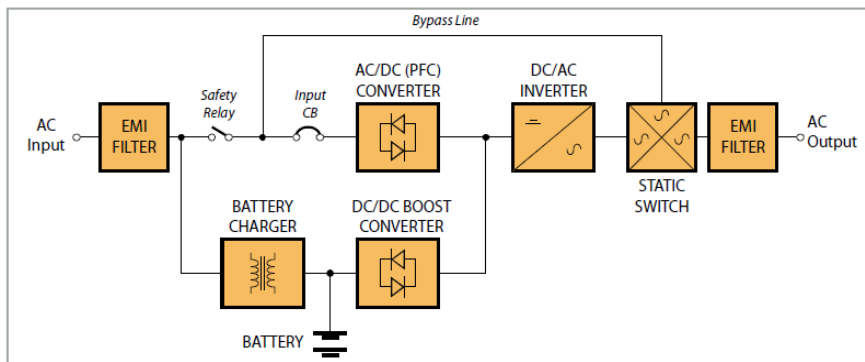 Bypass Line
AC/DC (PFC)
CONVERTER
DC/AC
INVERTER
Safety
Relay
Input
CB
AC
Input
EMI
FILTER
EMI
FILTER
AC
Output
STATIC
SWITCH
BATTERY
CHARGER
DC/DC BOOST
CONVERTER
BATTERY